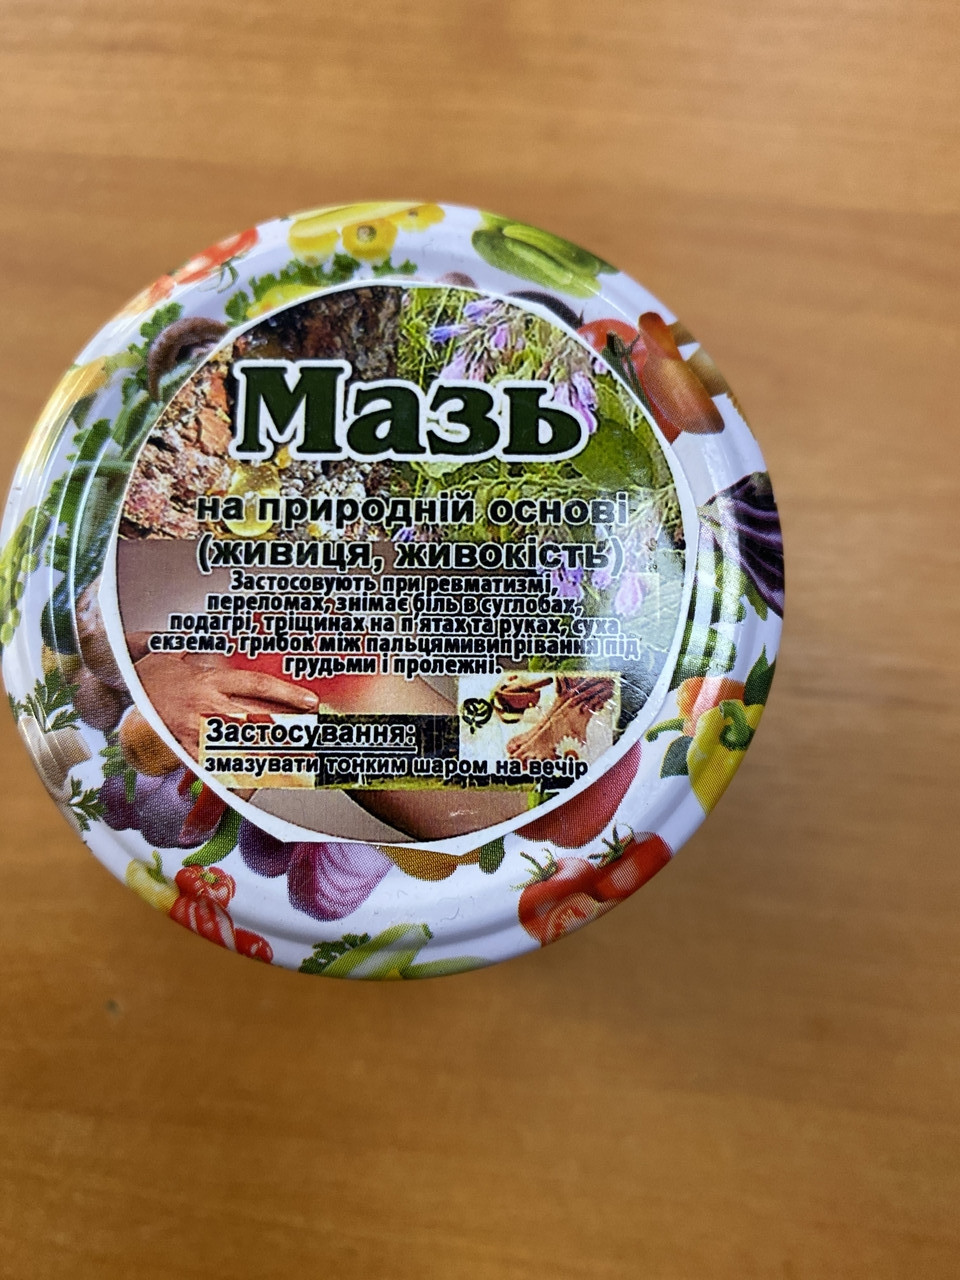 Мазь
на природній основі
(живиця, живокість)
Застосовують при ревматизмі,
переломах, знімає біль в суглобах,
подагрі, тріщинах на п'ятах та руках, суха
екзема, грибок між пальцямивипрівання під
грудьми і пролежні.
Застосування:
змазувати тонким шаром на вечір